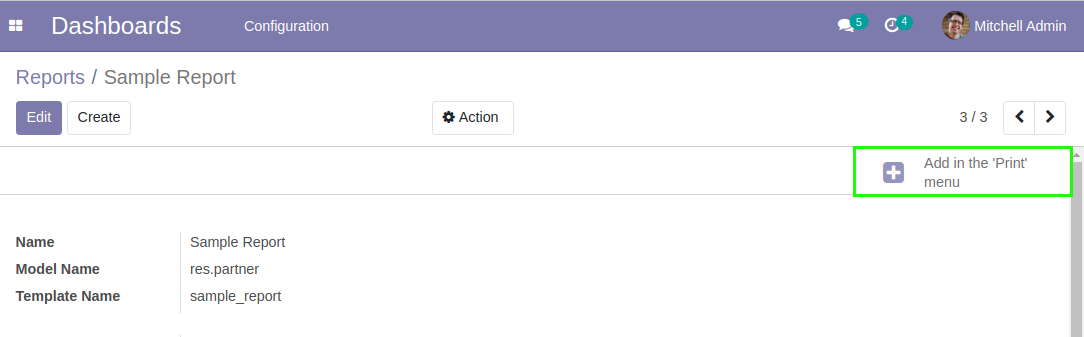 Dashboards Configuration 5 4 Mitchell Admin
Reports / Sample Report
Edit Create Action 3 / 3
Add in the 'Print'
menu
Name Sample Report
Model Name res.partner
Template Name sample_report